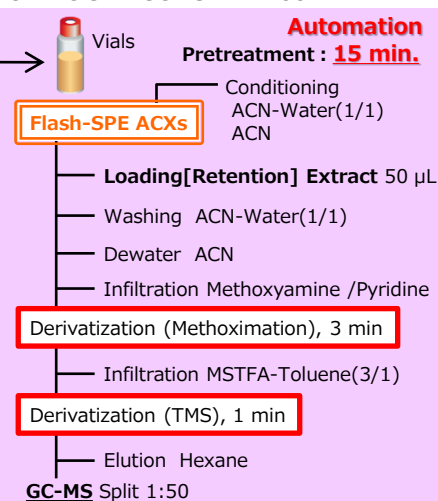 Automation
Vials
Pretreatment : 15 min.
Conditioning
ACN-Water(1/1)
ACN
Flash-SPE ACXs
Loading[Retention] Extract 50 μL
Washing ACN-Water(1/1)
Dewater ACN
Infiltration Methoxyamine /Pyridine
Derivatization (Methoximation), 3 min
Infiltration MSTFA-Toluene(3/1)
Derivatization (TMS), 1 min
Elution Hexane
GC-MS Split 1:50